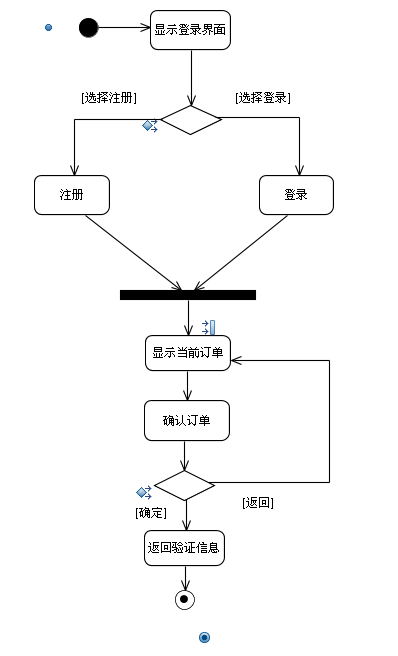 显示登录界面
[选择注册]
[选择登录]
注册
登录
显示当前订单
确认订单
[返回]
[确定]
返回验证信息